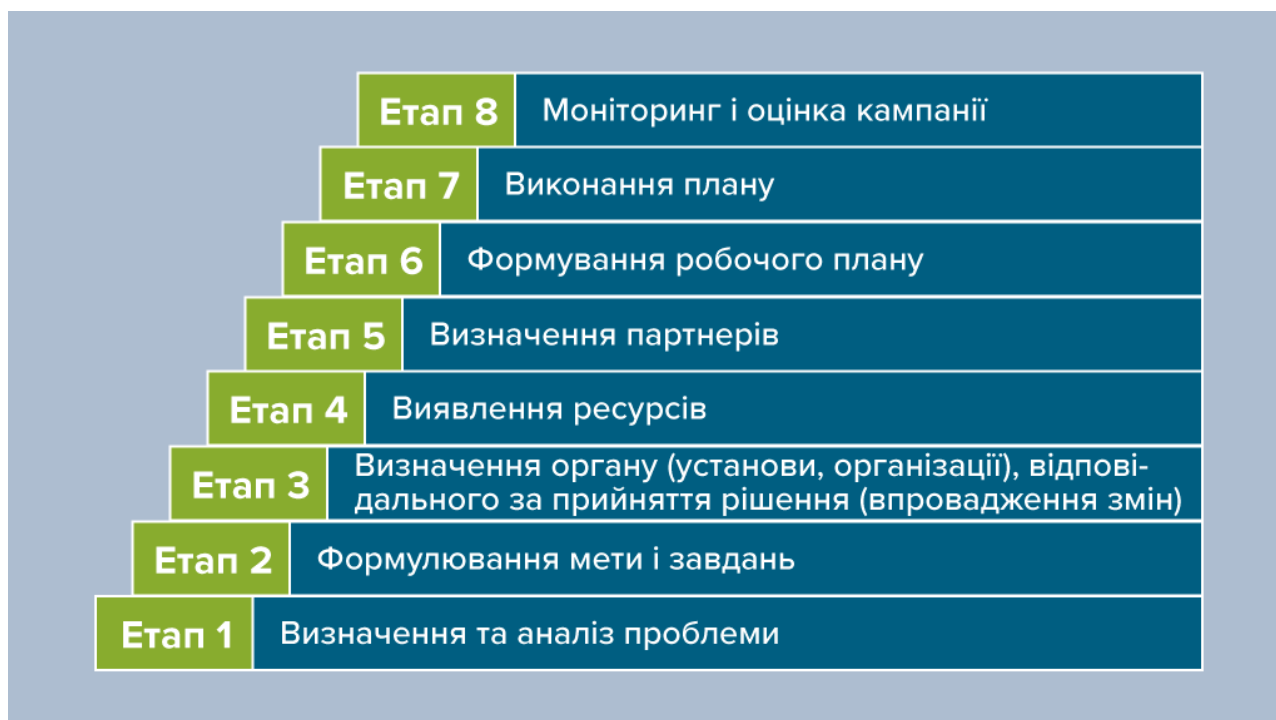 Етап 8 Моніторинг і оцінка кампанії
Етап 7 Виконання плану
Етап 6 Формування робочого плану
Етап 5 Визначення партнерів
Етап 4 Виявлення ресурсів
Етап 3 Визначення органу (установи, організації), відпові-
дального за прийняття рішення (впровадження змін)
Етап 2 Формулювання мети і завдань
Етап 1 Визначення та аналіз проблеми